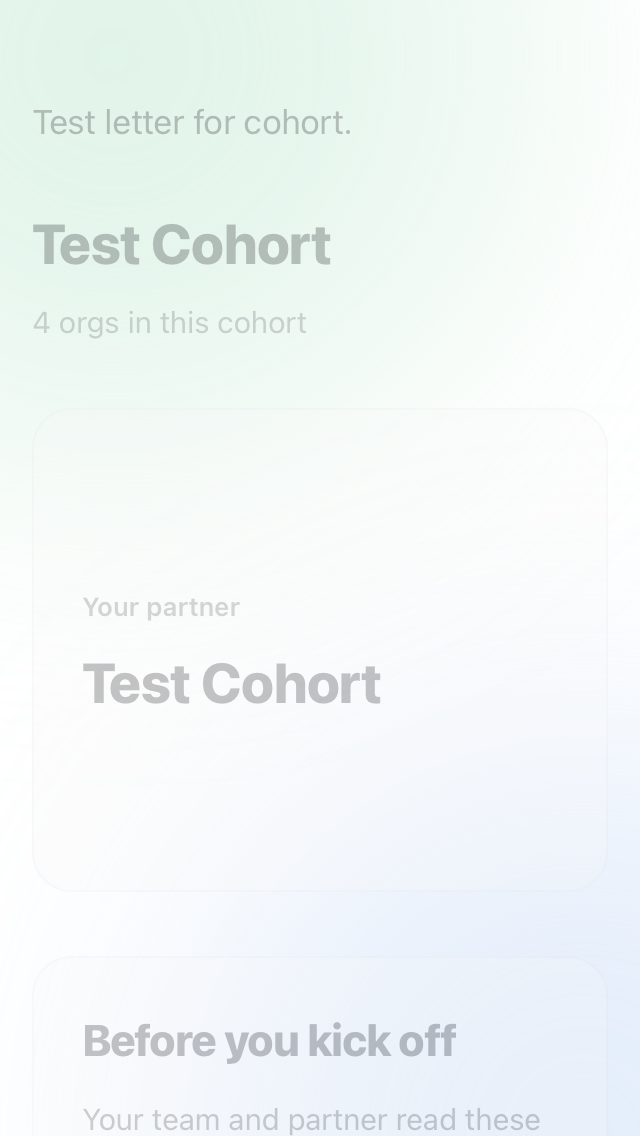 Test letter for cohort.
Test Cohort
4 orgs in this cohort
Your partner
Test Cohort
Before you kick off
Your team and partner read these